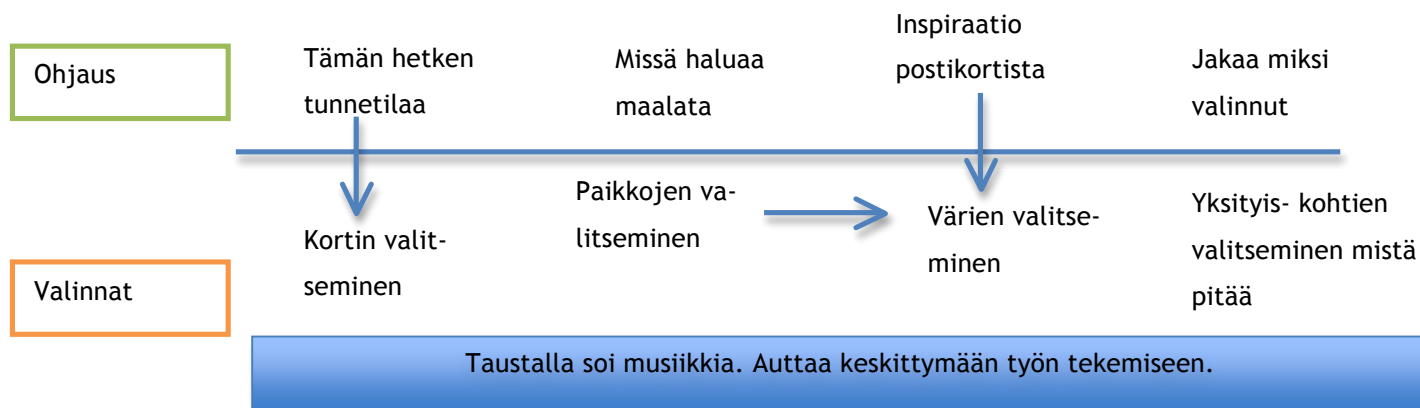 Ohjaus
Tämän hetken
tunnetilaa
Missä haluaa
maalata
Inspiraatio
postikortista
Jakaa miksi
valinnut
Valinnat
Kortin valit-
seminen
Paikkojen va-
litseminen
Värien valitse-
minen
Yksityis- kohtien
valitseminen mistä
pitää
Taustalla soi musiikkia. Auttaa keskittymään työn tekemiseen.